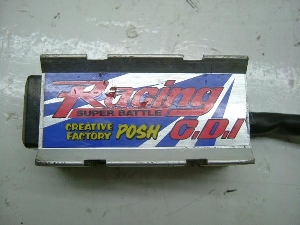 Racing
SUPER BATTLE
CREATIVE
FACTORY POSH G.D.I